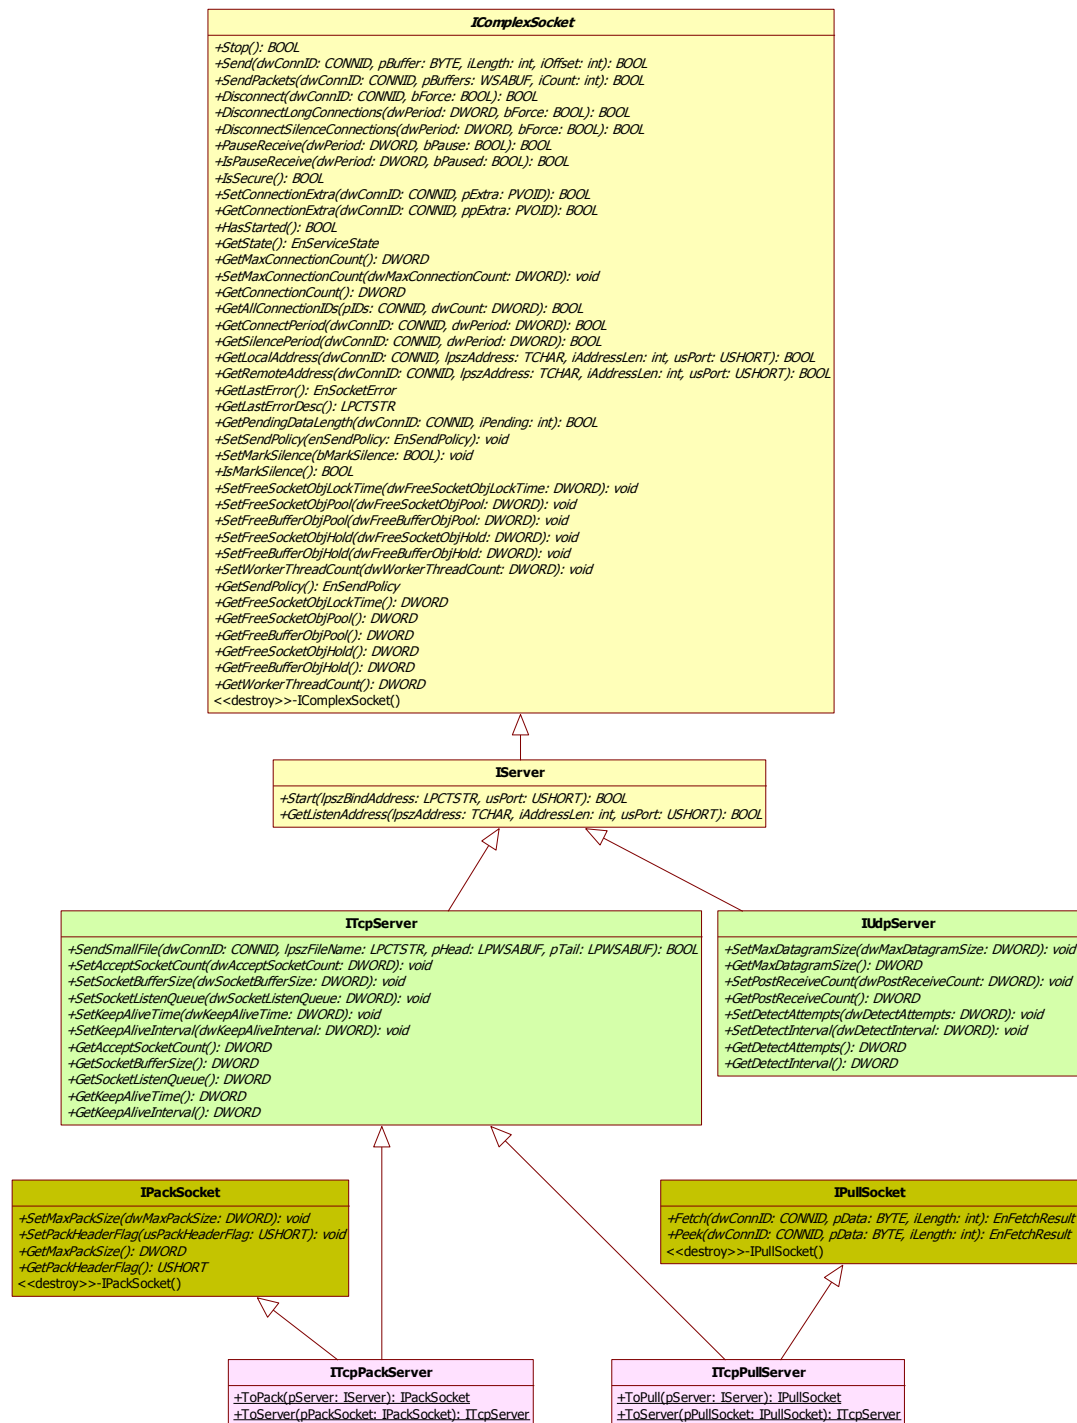 IComplexSocket
+Stop(): BOOL
+Send(dwConnID: CONNID, pBuffer: BYTE, iLength: int, iOffset: int): BOOL
+SendPackets(dwConnID: CONNID, pBuffers: WSABUF, iCount: int): BOOL
+Disconnect(dwConnID: CONNID, bForce: BOOL): BOOL
+DisconnectLongConnections(dwPeriod: DWORD, bForce: BOOL): BOOL
+DisconnectSilenceConnections(dwPeriod: DWORD, bForce: BOOL): BOOL
+PauseReceive(dwPeriod: DWORD, bPause: BOOL): BOOL
+IsPauseReceive(dwPeriod: DWORD, bPaused: BOOL): BOOL
+IsSecure(): BOOL
+SetConnectionExtra(dwConnID: CONNID, pExtra: PVOID): BOOL
+GetConnectionExtra(dwConnID: CONNID, ppExtra: PVOID): BOOL
+HasStarted(): BOOL
+GetState(): EnServiceState
+GetMaxConnectionCount(): DWORD
+SetMaxConnectionCount(dwMaxConnectionCount: DWORD): void
+GetConnectionCount(): DWORD
+GetAllConnectionIDs(pIDs: CONNID, dwCount: DWORD): BOOL
+GetConnectPeriod(dwConnID: CONNID, dwPeriod: DWORD): BOOL
+GetSilencePeriod(dwConnID: CONNID, dwPeriod: DWORD): BOOL
+GetLocalAddress(dwConnID: CONNID, lpszAddress: TCHAR, iAddressLen: int, usPort: USHORT): BOOL
+GetRemoteAddress(dwConnID: CONNID, lpszAddress: TCHAR, iAddressLen: int, usPort: USHORT): BOOL
+GetLastError(): EnSocketError
+GetLastErrorDesc(): LPCTSTR
+GetPendingDataLength(dwConnID: CONNID, iPending: int): BOOL
+SetSendPolicy(enSendPolicy: EnSendPolicy): void
+SetMarkSilence(bMarkSilence: BOOL): void
+IsMarkSilence(): BOOL
+SetFreeSocketObjLockTime(dwFreeSocketObjLockTime: DWORD): void
+SetFreeSocketObjPool(dwFreeSocketObjPool: DWORD): void
+SetFreeBufferObjPool(dwFreeBufferObjPool: DWORD): void
+SetFreeSocketObjHold(dwFreeSocketObjHold: DWORD): void
+SetFreeBufferObjHold(dwFreeBufferObjHold: DWORD): void
+SetWorkerThreadCount(dwWorkerThreadCount: DWORD): void
+GetSendPolicy(): EnSendPolicy
+GetFreeSocketObjLockTime(): DWORD
+GetFreeSocketObjPool(): DWORD
+GetFreeBufferObjPool(): DWORD
+GetFreeSocketObjHold(): DWORD
+GetFreeBufferObjHold(): DWORD
+GetWorkerThreadCount(): DWORD
<<destroy>>-IComplexSocket()
IServer
+Start(lpszBindAddress: LPCTSTR, usPort: USHORT): BOOL
+GetListenAddress(lpszAddress: TCHAR, iAddressLen: int, usPort: USHORT): BOOL
ITcpServer
+SendSmallFile(dwConnID: CONNID, lpszFileName: LPCTSTR, pHead: LPWSABUF, pTail: LPWSABUF): BOOL
+SetAcceptSocketCount(dwAcceptSocketCount: DWORD): void
+SetSocketBufferSize(dwSocketBufferSize: DWORD): void
+SetSocketListenQueue(dwSocketListenQueue: DWORD): void
+SetKeepAliveTime(dwKeepAliveTime: DWORD): void
+SetKeepAliveInterval(dwKeepAliveInterval: DWORD): void
+GetAcceptSocketCount(): DWORD
+GetSocketBufferSize(): DWORD
+GetSocketListenQueue(): DWORD
+GetKeepAliveTime(): DWORD
+GetKeepAliveInterval(): DWORD
IUdpServer
+SetMaxDatagramSize(dwMaxDatagramSize: DWORD): void
+GetMaxDatagramSize(): DWORD
+SetPostReceiveCount(dwPostReceiveCount: DWORD): void
+GetPostReceiveCount(): DWORD
+SetDetectAttempts(dwDetectAttempts: DWORD): void
+SetDetectInterval(dwDetectInterval: DWORD): void
+GetDetectAttempts(): DWORD
+GetDetectInterval(): DWORD
IPackSocket
+SetMaxPackSize(dwMaxPackSize: DWORD): void
+SetPackHeaderFlag(usPackHeaderFlag: USHORT): void
+GetMaxPackSize(): DWORD
+GetPackHeaderFlag(): USHORT
<<destroy>>-IPackSocket()
IPullSocket
+Fetch(dwConnID: CONNID, pData: BYTE, iLength: int): EnFetchResult
+Peek(dwConnID: CONNID, pData: BYTE, iLength: int): EnFetchResult
<<destroy>>-IPullSocket()
ITcpPackServer
+ToPack(pServer: IServer): IPackSocket
+ToServer(pPackSocket: IPackSocket): ITcpServer
ITcpPullServer
+ToPull(pServer: IServer): IPullSocket
+ToServer(pPullSocket: IPullSocket): ITcpServer